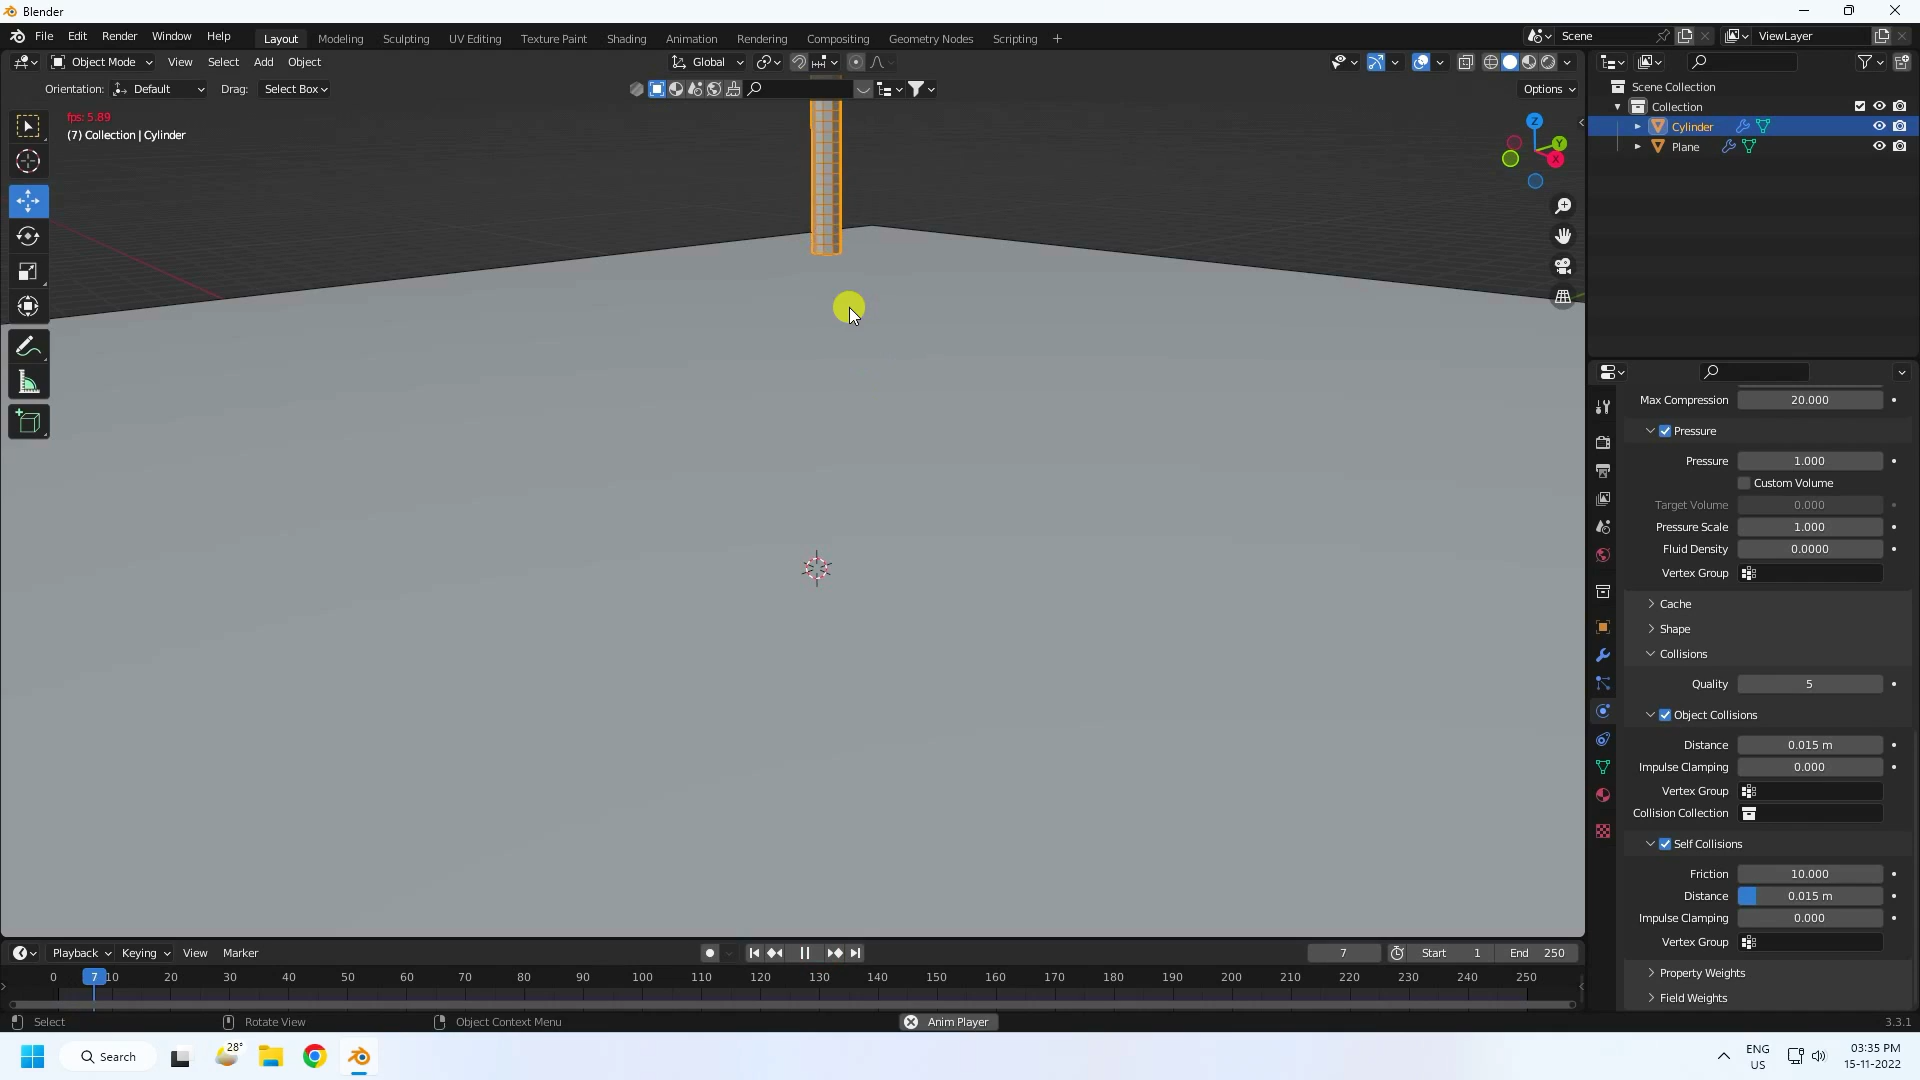 Blender
File Edit Render Window Help Layout Modeling Sculpting UV Editing Texture Paint Shading Animation Rendering Compositing Geometry Nodes Scripting + Scene ViewLayer
Object Mode View Select Add Object Global
Orientation: Default Drag: Select Box Options
fps: 5.89
(7) Collection | Cylinder
Z
Y
X
Scene Collection
Collection
Cylinder
Plane
Max Compression 20.000
Pressure
Pressure 1.000
Custom Volume
Target Volume 0.000
Pressure Scale 1.000
Fluid Density 0.0000
Vertex Group
Cache
Shape
Collisions
Quality 5
Object Collisions
Distance 0.015 m
Impulse Clamping 0.000
Vertex Group
Collision Collection
Self Collisions
Friction 10.000
Distance 0.015 m
Impulse Clamping 0.000
Vertex Group
Property Weights
Field Weights
Playback Keying View Marker 7 Start 1 End 250
0 7 10 20 30 40 50 60 70 80 90 100 110 120 130 140 150 160 170 180 190 200 210 220 230 240 250
Select Rotate View Object Context Menu Anim Player 3.3.1
28° Search ENG US 03:35 PM
15-11-2022